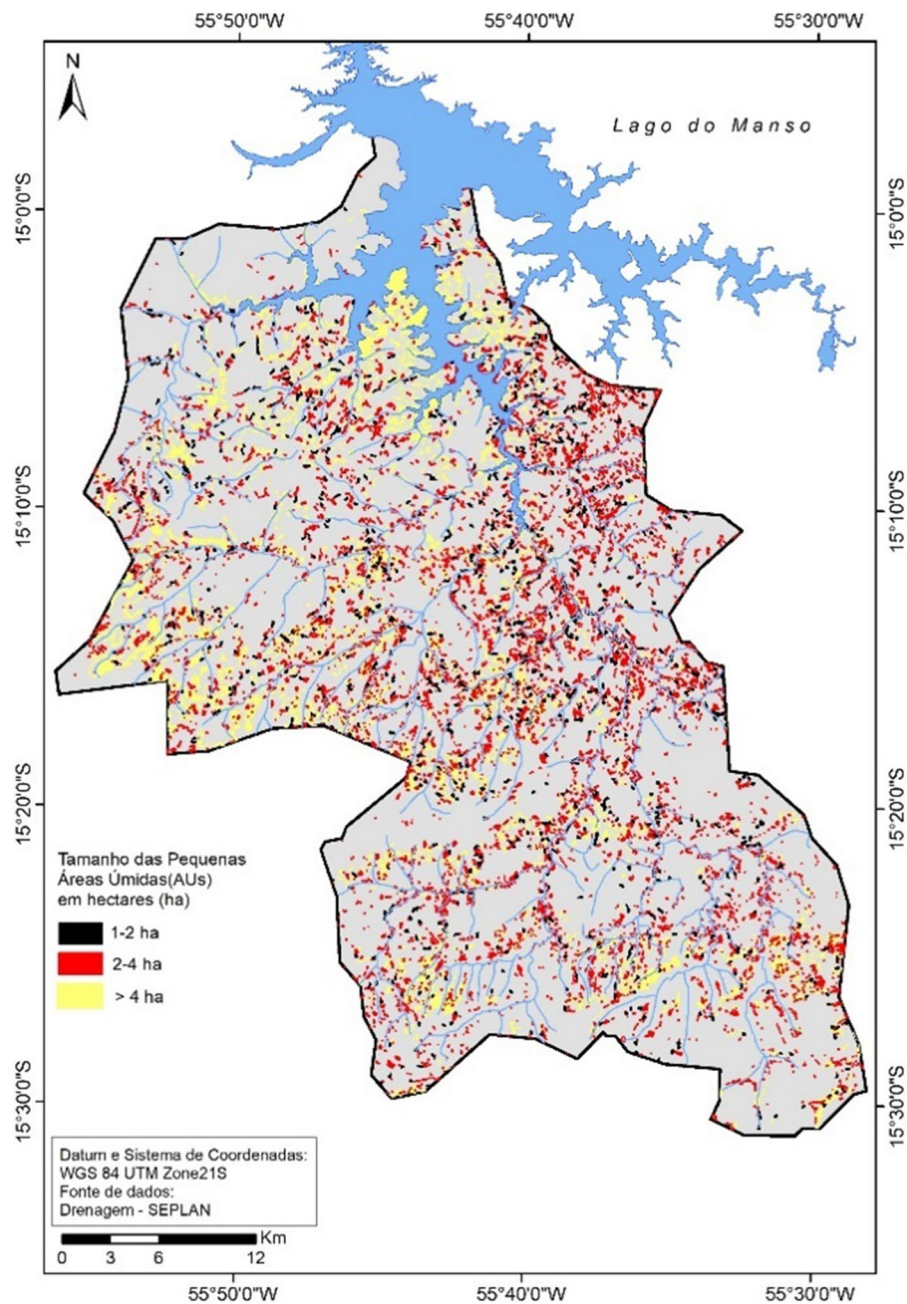 55°50'0"W 55°40'0"W 55°30'0"W
N
Lago do Manso
15°0'0"S 15°0'0"S
15°10'0"S 15°10'0"S
15°20'0"S 15°20'0"S
Tamanho das Pequenas
Áreas Úmidas(AUs)
em hectares (ha)
1-2 ha
2-4 ha
> 4 ha
15°30'0"S 15°30'0"S
Datum e Sistema de Coordenadas:
WGS 84 UTM Zone21S
Fonte de dados:
Drenagem - SEPLAN
Km
0 3 6 12
55°50'0"W 55°40'0"W 55°30'0"W